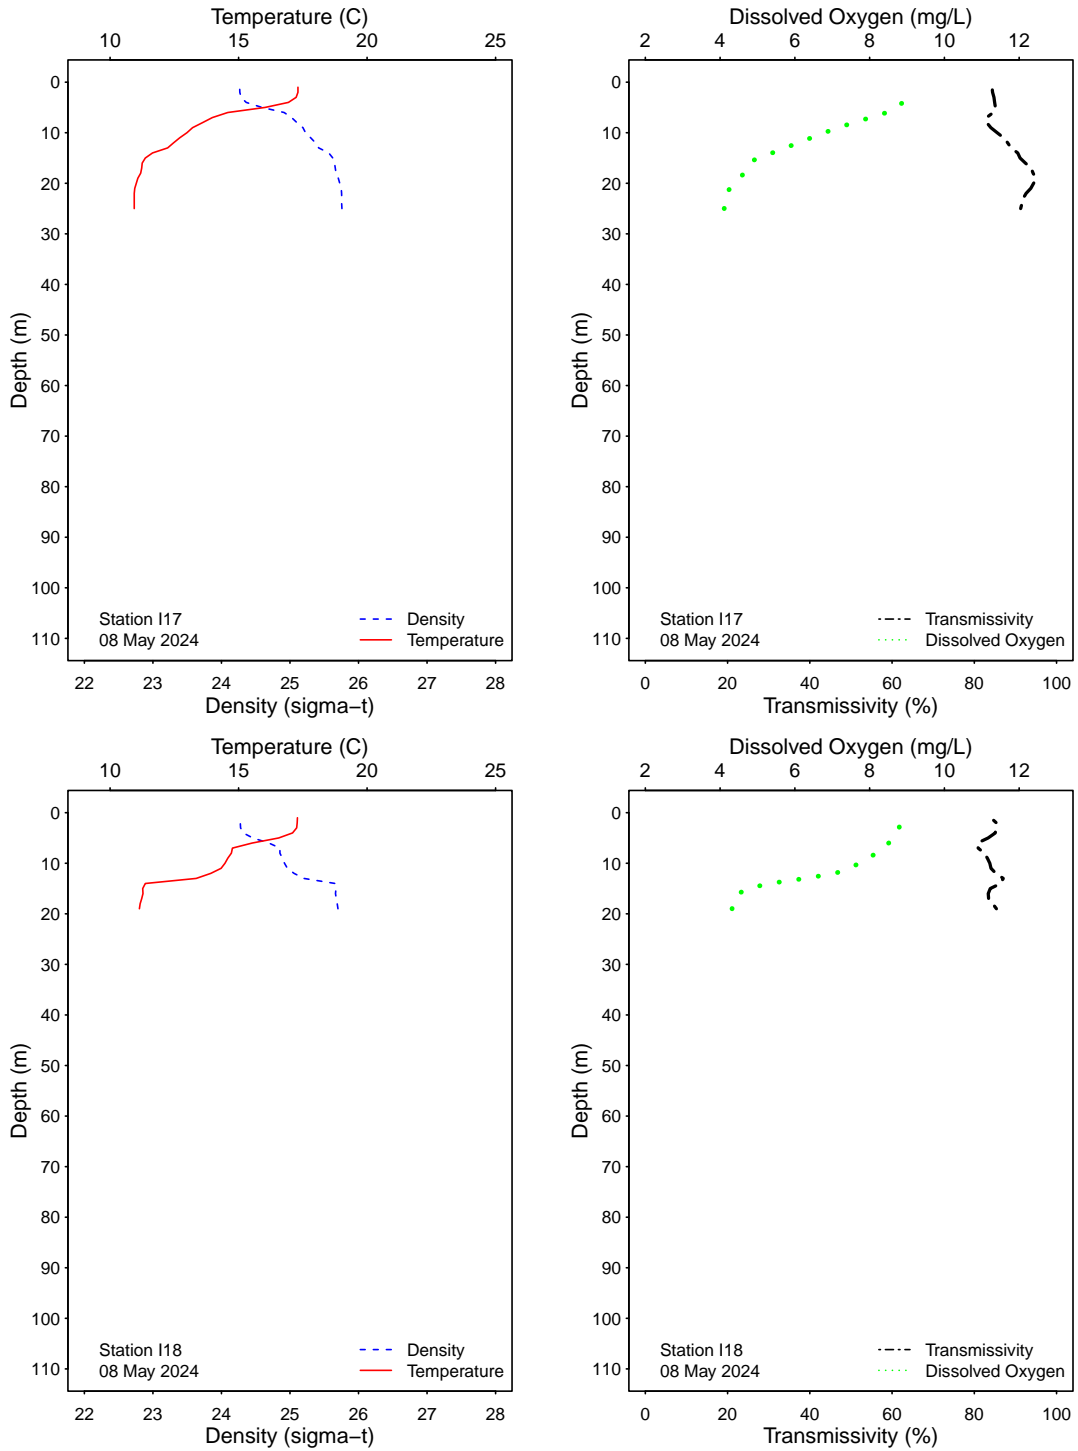 Temperature (C)
10 15 20 25
0
10
20
30
40
50
60
70
80
90
100
110
Depth (m)
Station I17
08 May 2024
Density
Temperature
22 23 24 25 26 27 28
Density (sigma−t)
Dissolved Oxygen (mg/L)
2 4 6 8 10 12
0
10
20
30
40
50
60
70
80
90
100
110
Depth (m)
Station I17
08 May 2024
Transmissivity
Dissolved Oxygen
0 20 40 60 80 100
Transmissivity (%)
Temperature (C)
10 15 20 25
0
10
20
30
40
50
60
70
80
90
100
110
Depth (m)
Station I18
08 May 2024
Density
Temperature
22 23 24 25 26 27 28
Density (sigma−t)
Dissolved Oxygen (mg/L)
2 4 6 8 10 12
0
10
20
30
40
50
60
70
80
90
100
110
Depth (m)
Station I18
08 May 2024
Transmissivity
Dissolved Oxygen
0 20 40 60 80 100
Transmissivity (%)